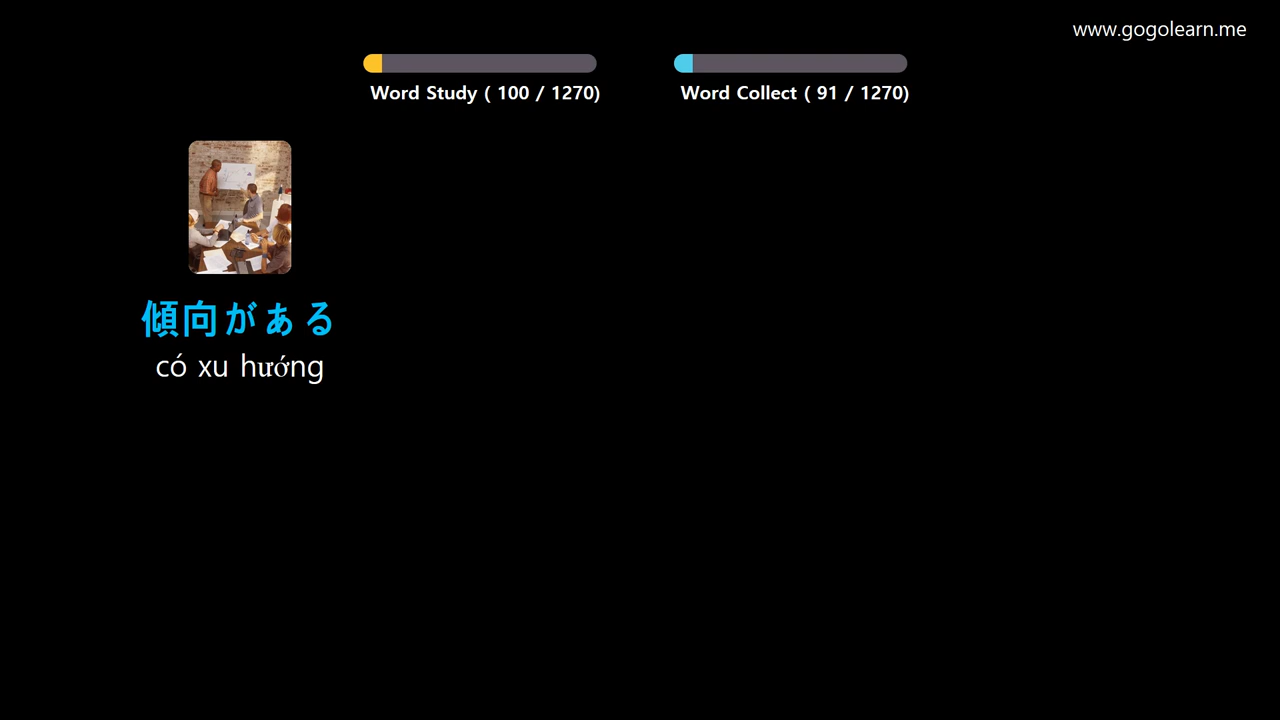 www.gogolearn.me
Word Study ( 100 / 1270)
Word Collect ( 91 / 1270)
傾向がある
có xu hướng